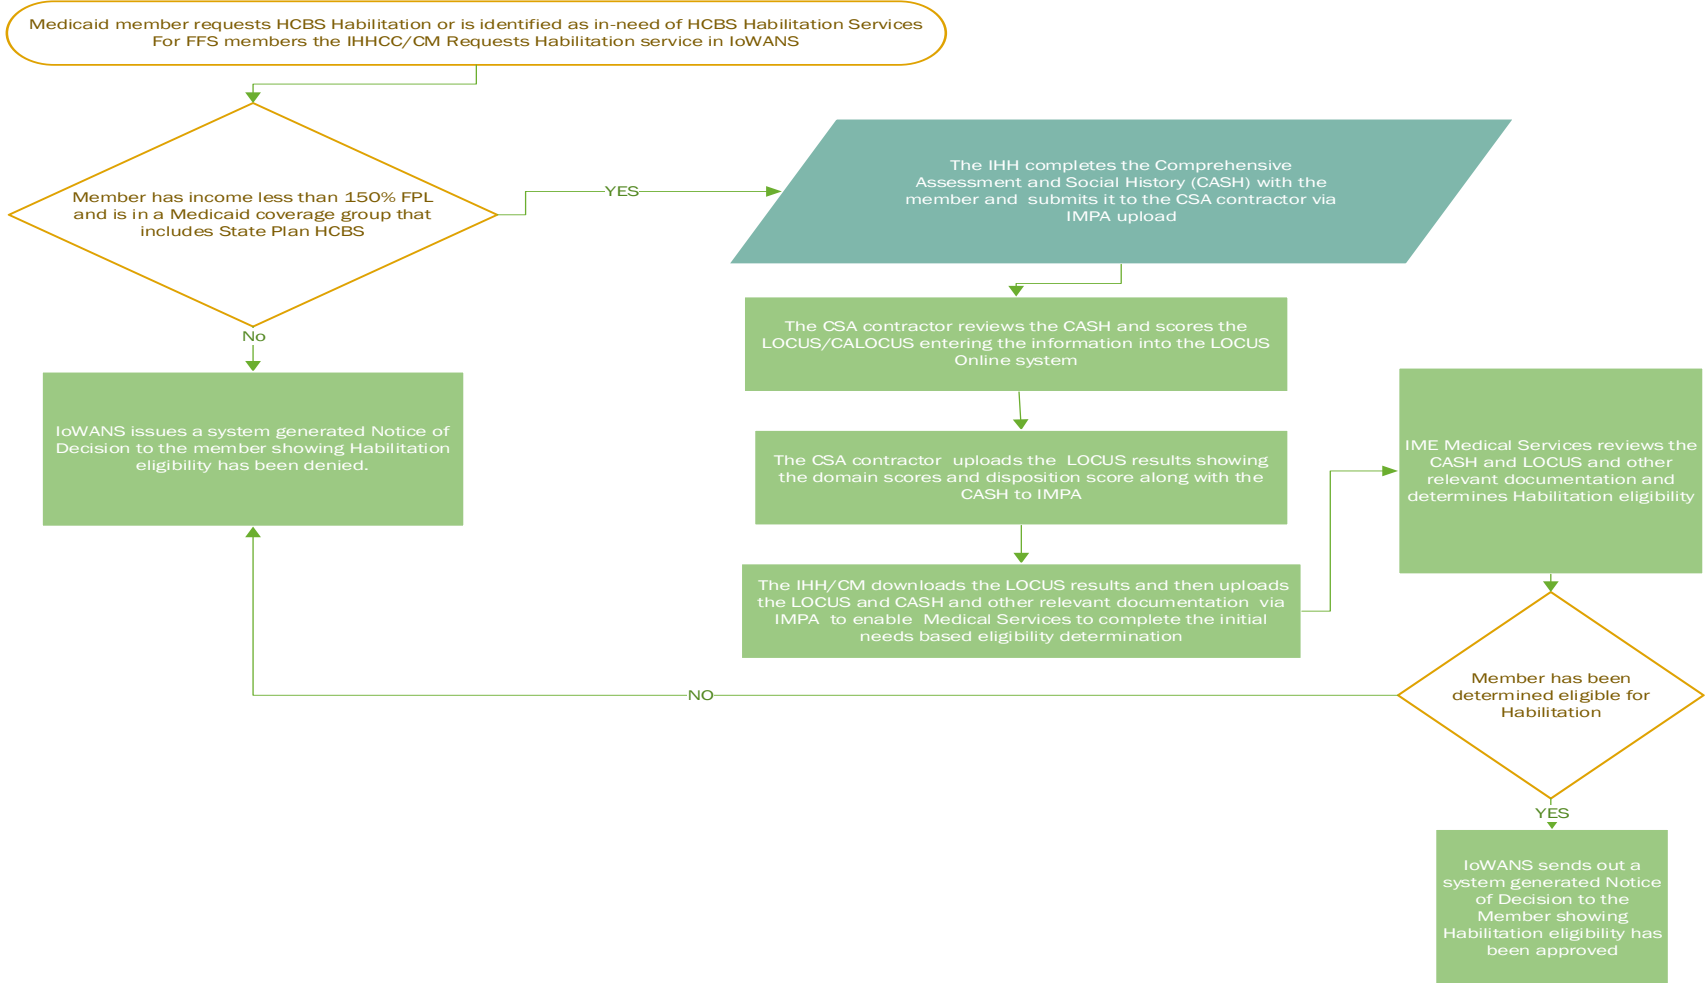 Medicaid member requests HCBS Habilitation or is identified as in-need of HCBS Habilitation Services
For FFS members the IHHCC/CM Requests Habilitation service in IoWANS
Member has income less than 150% FPL
and is in a Medicaid coverage group that
includes State Plan HCBS
YES
The IHH completes the Comprehensive
Assessment and Social History (CASH) with the
member and submits it to the CSA contractor via
IMPA upload
No
The CSA contractor reviews the CASH and scores the
LOCUS/CALOCUS entering the information into the LOCUS
Online system
IoWANS issues a system generated Notice of
Decision to the member showing Habilitation
eligibility has been denied.
The CSA contractor uploads the LOCUS results showing
the domain scores and disposition score along with the
CASH to IMPA
The IHH/CM downloads the LOCUS results and then uploads
the LOCUS and CASH and other relevant documentation via
IMPA to enable Medical Services to complete the initial
needs based eligibility determination
IME Medical Services reviews the
CASH and LOCUS and other
relevant documentation and
determines Habilitation eligibility
Member has been
determined eligible for
Habilitation
NO
YES
IoWANS sends out a
system generated Notice
of Decision to the
Member showing
Habilitation eligibility has
been approved